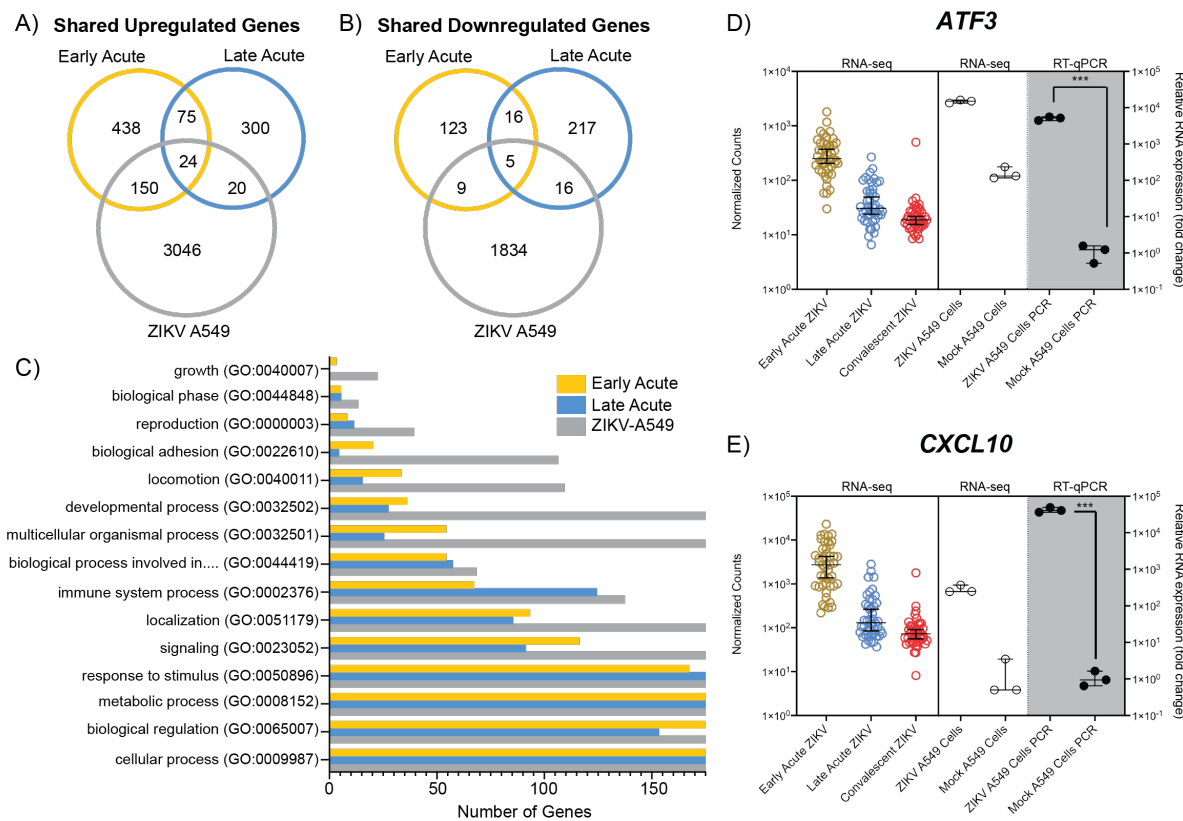 A) Shared Upregulated Genes
Early Acute
Late Acute
438
75
300
24
150
20
3046
ZIKV A549
B) Shared Downregulated Genes
Early Acute
Late Acute
123
16
217
5
9
16
1834
ZIKV A549
C)
growth (GO:0040007)
biological phase (GO:0044848)
reproduction (GO:0000003)
biological adhesion (GO:0022610)
locomotion (GO:0040011)
developmental process (GO:0032502)
multicellular organismal process (GO:0032501)
biological process involved in.... (GO:0044419)
immune system process (GO:0002376)
localization (GO:0051179)
signaling (GO:0023052)
response to stimulus (GO:0050896)
metabolic process (GO:0008152)
biological regulation (GO:0065007)
cellular process (GO:0009987)
Early Acute
Late Acute
ZIKV-A549
0
50
100
150
Number of Genes
D) ATF3
RNA-seq
RNA-seq
RT-qPCR
***
Normalized Counts
1×10⁴
1×10³
1×10²
1×10¹
1×10⁰
1×10⁵
1×10⁴
1×10³
1×10²
1×10¹
1×10⁰
1×10⁻¹
Relative RNA expression (fold change)
Early Acute ZIKV
Late Acute ZIKV
Convalescent ZIKV
ZIKV A549 Cells
Mock A549 Cells
ZIKV A549 Cells PCR
Mock A549 Cells PCR
E) CXCL10
RNA-seq
RNA-seq
RT-qPCR
***
Normalized Counts
1×10⁵
1×10⁴
1×10³
1×10²
1×10¹
1×10⁰
1×10⁵
1×10⁴
1×10³
1×10²
1×10¹
1×10⁰
1×10⁻¹
Relative RNA expression (fold change)
Early Acute ZIKV
Late Acute ZIKV
Convalescent ZIKV
ZIKV A549 Cells
Mock A549 Cells
ZIKV A549 Cells PCR
Mock A549 Cells PCR